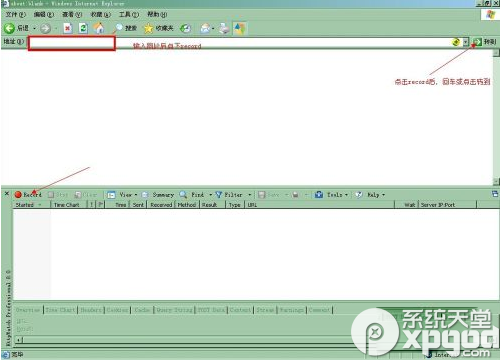 about:blank - Windows Internet Explorer
文件(F) 编辑(E) 查看(V) 收藏(A) 工具(T) 帮助(H)
后退 搜索 收藏夹
地址(D) 输入网址后点下record 转到
点击record后，回车或点击转到
Record Stop Clear View Summary Find Filter Save Tools Help
Started Time Chart ! Time Sent Received Method Result Type URL Wait Server IP:Port
HttpWatch Professional 6.0
Overview Time Chart Headers Cookies Cache Query String POST Data Content Stream Warnings Comment
系统天堂
xpgod.com
完毕 Inter